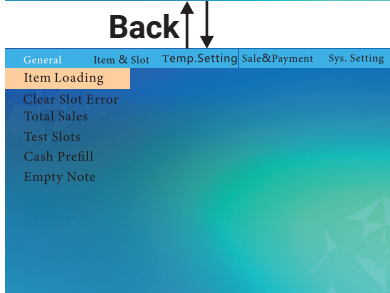 Back
General Item & Slot Temp.Setting Sale&Payment Sys. Setting
Item Loading
Clear Slot Error
Total Sales
Test Slots
Cash Prefill
Empty Note